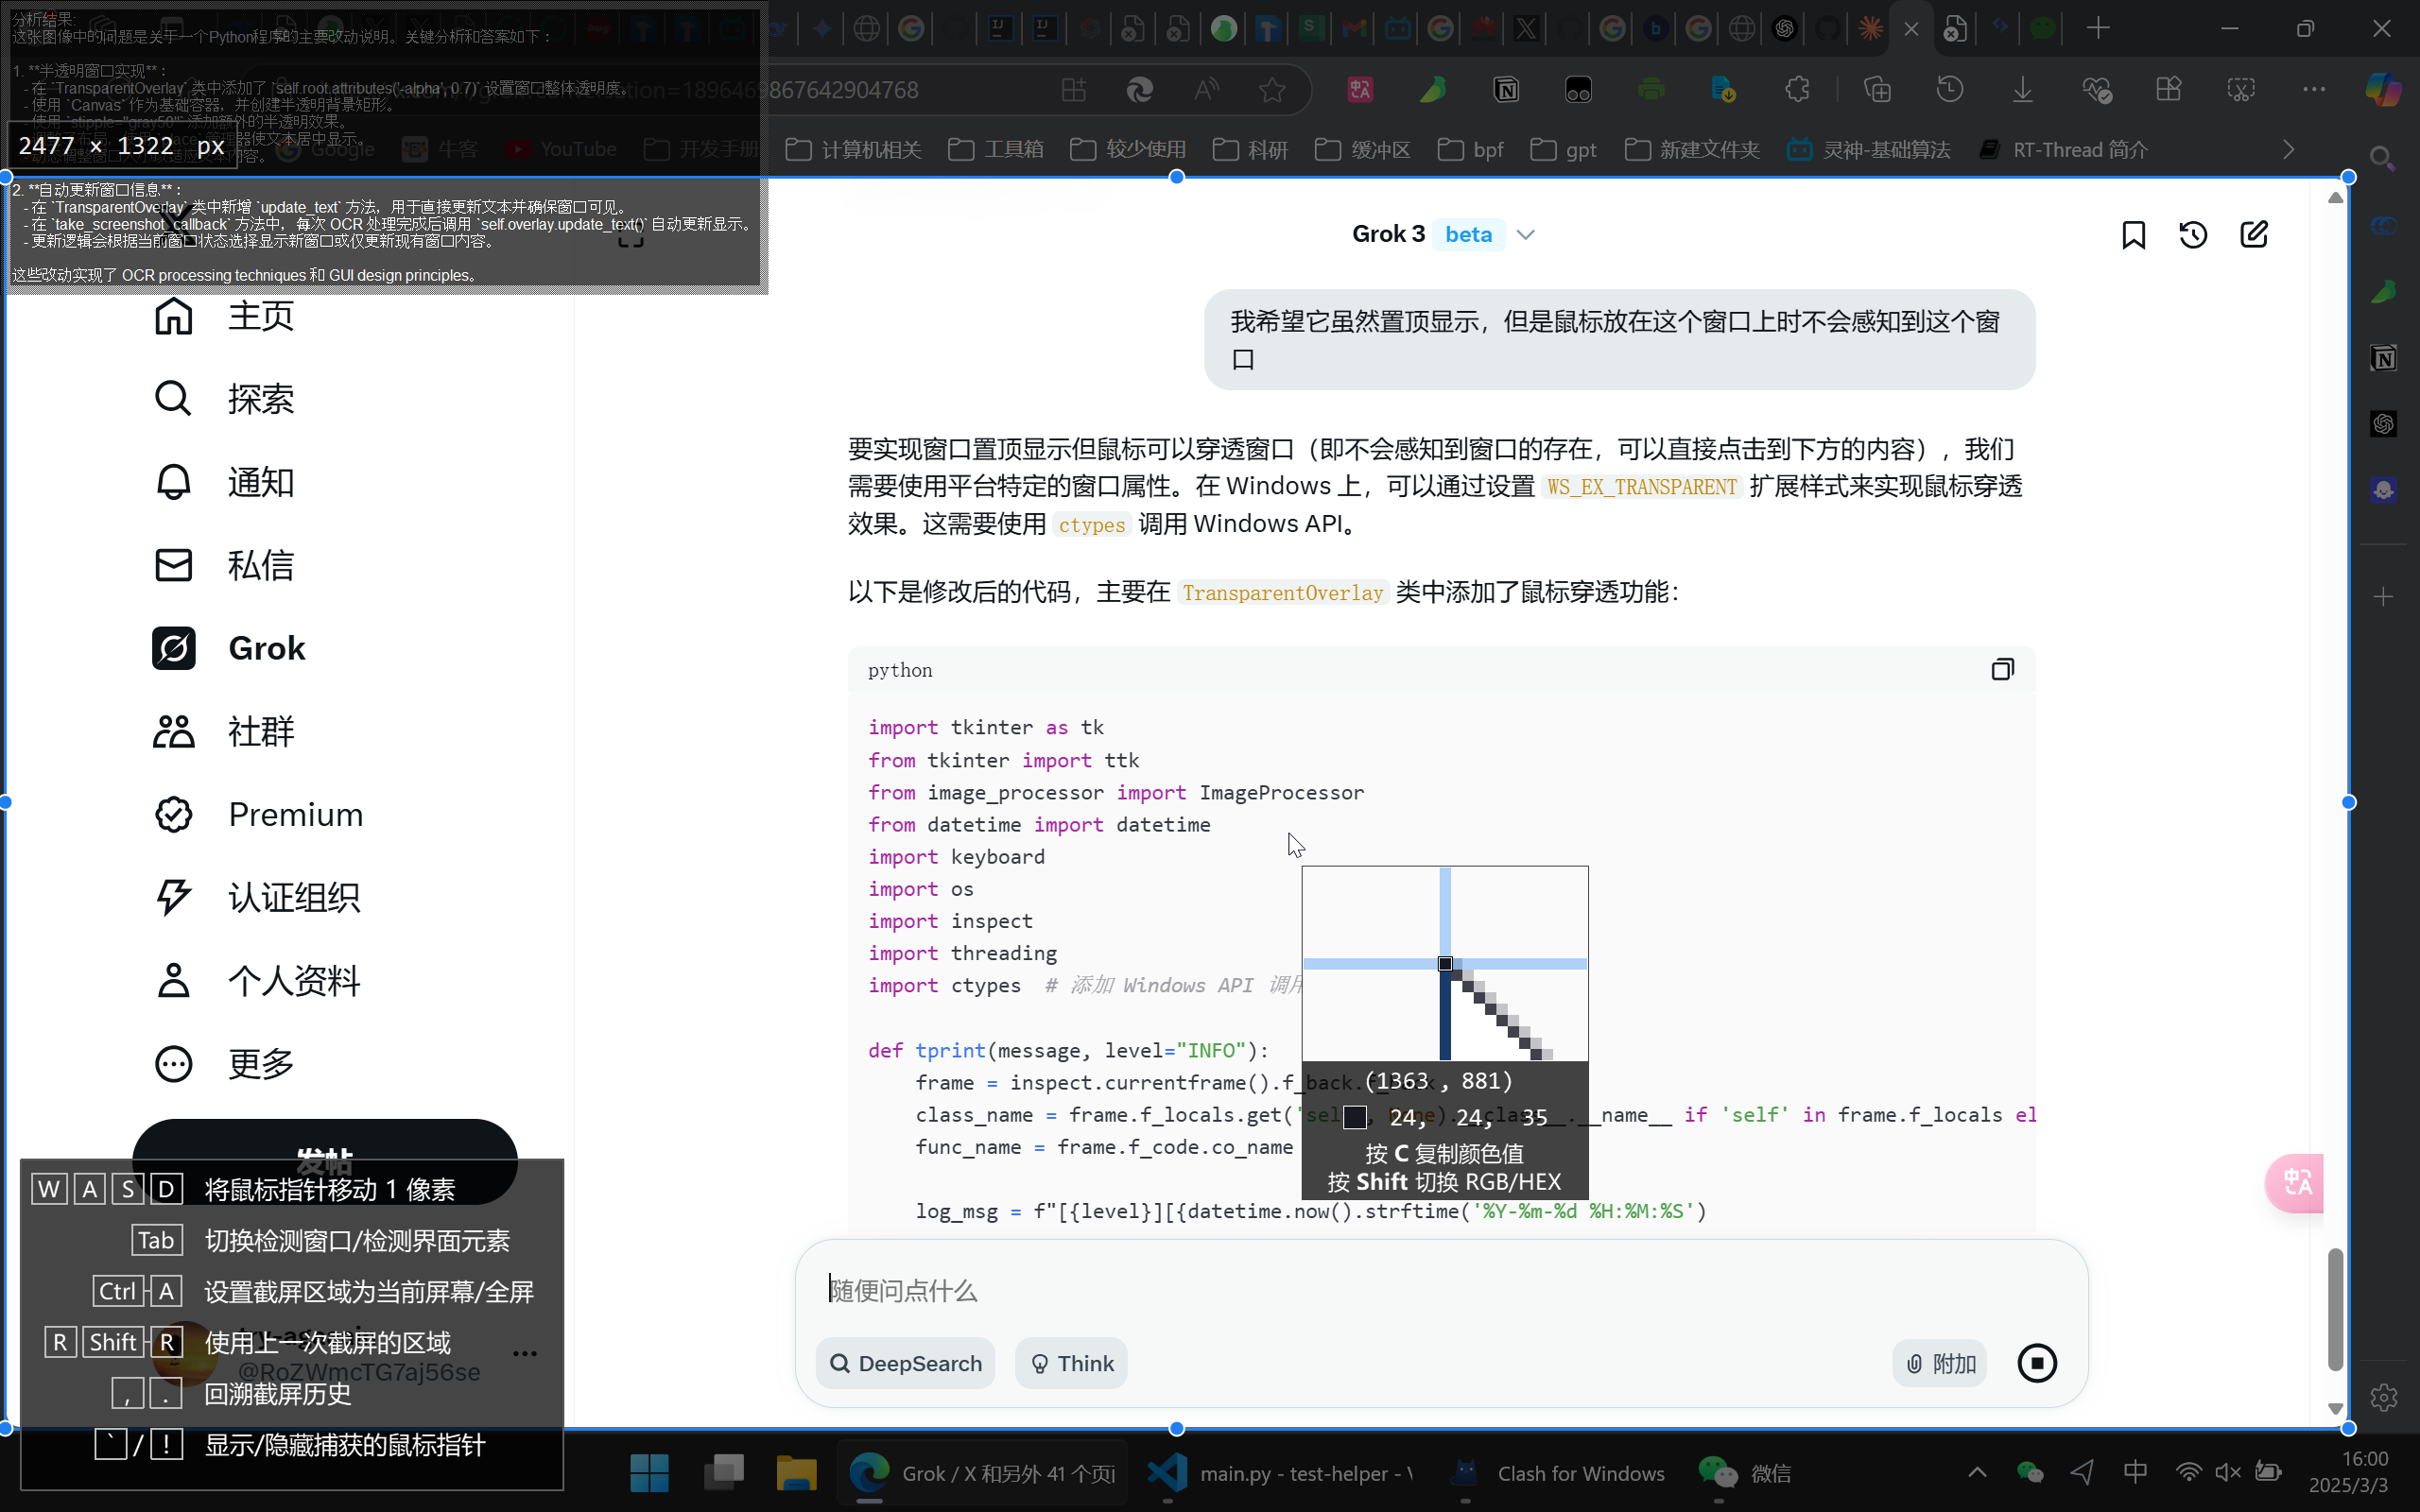 分析结果:
这张图像中的问题是关于一个Python程序的主要改动说明。关键分析和答案如下：
1. **半透明窗口实现**：
- 在 `TransparentOverlay` 类中添加了 `self.root.attributes('-alpha', 0.7)` 设置窗口整体透明度。
- 使用 `Canvas` 作为基础容器，并创建半透明背景矩形。
- 使用 `stipple="gray50"` 添加额外的半透明效果。
器使文本居中显示。
=18964698867642904768
2477 × 1322 px
Google
牛客
YouTube
开发手册
计算机相关
工具箱
较少使用
科研
缓冲区
bpf
gpt
新建文件夹
灵神-基础算法
RT-Thread 简介
2. **自动更新窗口信息**：
- 在 `TransparentOverlay` 类中新增 `update_text` 方法，用于直接更新文本并确保窗口可见。
- 在 `take_screenshot_callback` 方法中，每次 OCR 处理完成后调用 `self.overlay.update_text()` 自动更新显示。
- 更新逻辑会根据当前窗口状态选择显示新窗口或仅更新现有窗口内容。
这些改动实现了 OCR processing techniques 和 GUI design principles。
Grok 3 beta
主页
探索
通知
私信
Grok
社群
Premium
认证组织
个人资料
更多
发帖
@RoZWmcTG7aj56se
我希望它虽然置顶显示，但是鼠标放在这个窗口上时不会感知到这个窗
口
要实现窗口置顶显示但鼠标可以穿透窗口（即不会感知到窗口的存在，可以直接点击到下方的内容），我们
需要使用平台特定的窗口属性。在 Windows 上，可以通过设置 WS_EX_TRANSPARENT 扩展样式来实现鼠标穿透
效果。这需要使用 ctypes 调用 Windows API。
以下是修改后的代码，主要在 TransparentOverlay 类中添加了鼠标穿透功能：
python
import tkinter as tk
from tkinter import ttk
from image_processor import ImageProcessor
from datetime import datetime
import keyboard
import os
import inspect
import threading
import ctypes  # 添加 Windows API 调用
def tprint(message, level="INFO"):
frame = inspect.currentframe().f_back.f_back
class_name = frame.f_locals.get('self', None).__class__.__name__ if 'self' in frame.f_locals el
func_name = frame.f_code.co_name
log_msg = f"[{level}][{datetime.now().strftime('%Y-%m-%d %H:%M:%S')
(1363 , 881)
24, 24, 35
按 C 复制颜色值
按 Shift 切换 RGB/HEX
随便问点什么
DeepSearch
Think
附加
W A S D 将鼠标指针移动 1 像素
Tab 切换检测窗口/检测界面元素
Ctrl-A 设置截屏区域为当前屏幕/全屏
R Shift-R 使用上一次截屏的区域
, . 回溯截屏历史
` / ! 显示/隐藏捕获的鼠标指针
Grok / X 和另外 41 个页
main.py - test-helper -
Clash for Windows
微信
中
16:00
2025/3/3